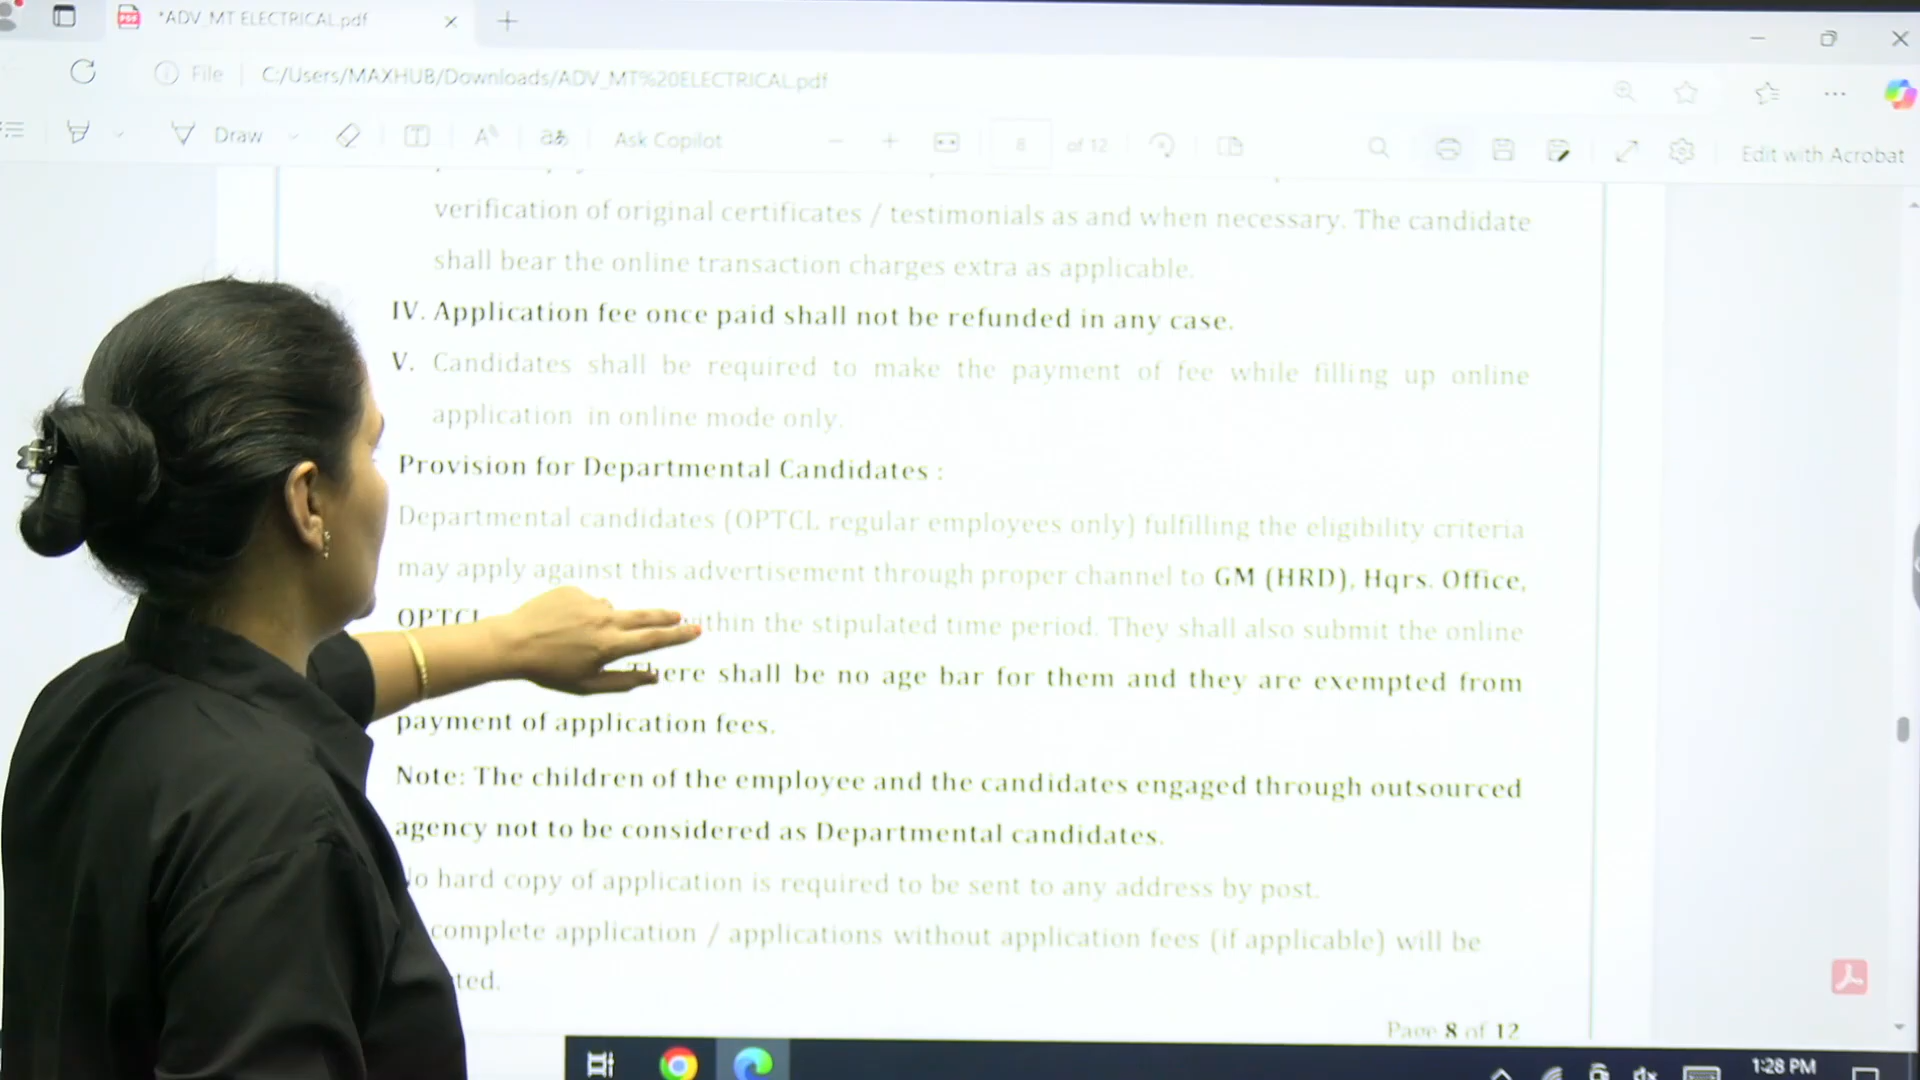 *ADV_MT ELECTRICAL.pdf
File C:/Users/MAXHUB/Downloads/ADV_MT%20ELECTRICAL.pdf
Draw Ask Copilot 8 of 12 Edit with Acrobat
verification of original certificates / testimonials as and when necessary. The candidate
shall bear the online transaction charges extra as applicable.
IV. Application fee once paid shall not be refunded in any case.
V. Candidates shall be required to make the payment of fee while filling up online
application in online mode only.
Provision for Departmental Candidates :
Departmental candidates (OPTCL regular employees only) fulfilling the eligibility criteria
may apply against this advertisement through proper channel to GM (HRD), Hqrs. Office,
OPTCL within the stipulated time period. They shall also submit the online
There shall be no age bar for them and they are exempted from
payment of application fees.
Note: The children of the employee and the candidates engaged through outsourced
agency not to be considered as Departmental candidates.
No hard copy of application is required to be sent to any address by post.
complete application / applications without application fees (if applicable) will be
ted.
Page 8 of 12
1:28 PM